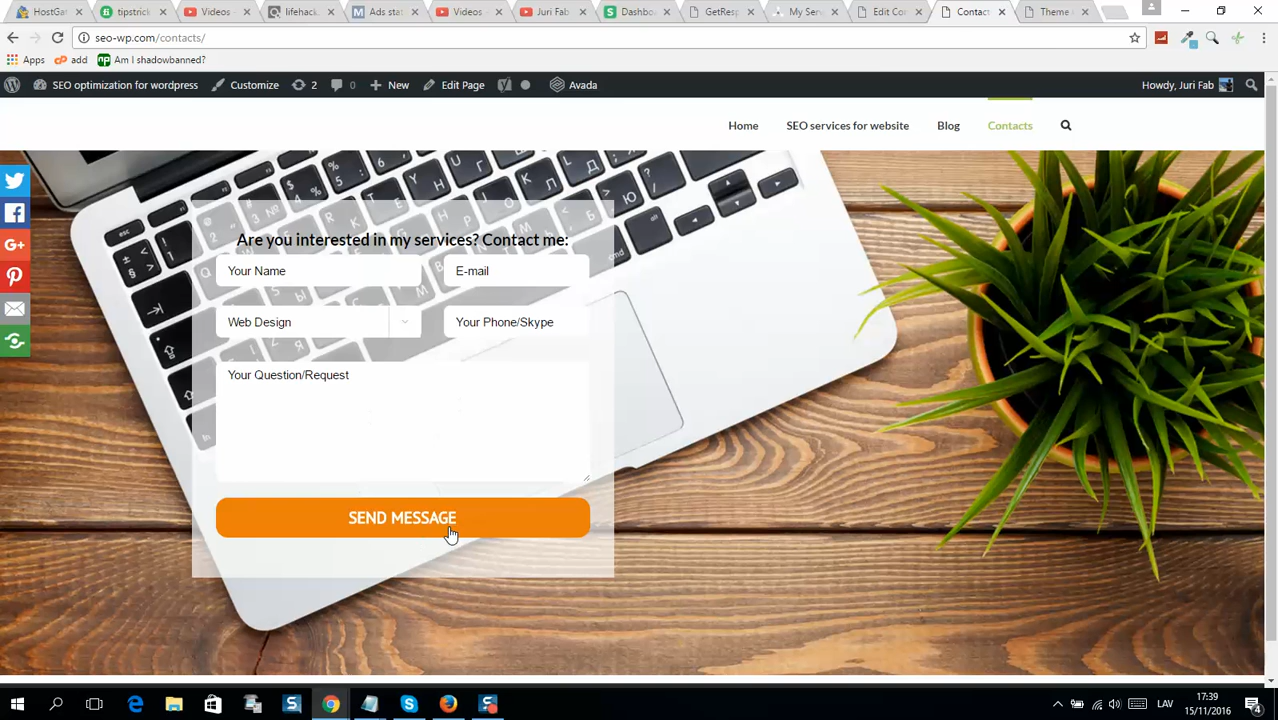 HostGa
tipstrick
Videos -
lifehack.
Ads stat
Videos -
Juri Fab
Dashbo
GetResp
My Serv
Edit Con
Contact
Theme
seo-wp.com/contacts/
Apps add Am I shadowbanned?
SEO optimization for wordpress Customize 2 0 New Edit Page Avada Howdy, Juri Fab
Home SEO services for website Blog Contacts
Are you interested in my services? Contact me:
Your Name E-mail
Web Design Your Phone/Skype
Your Question/Request
SEND MESSAGE
LAV
17:39
15/11/2016
4